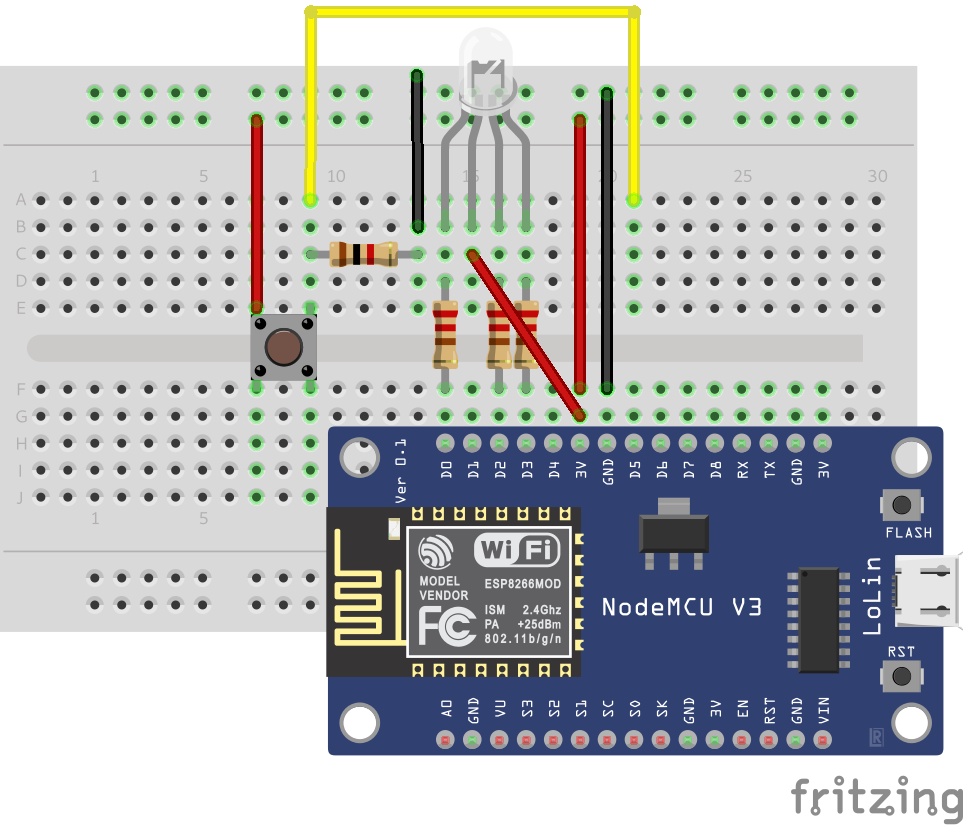 1 5 10 15 20 25 30
A
B
C
D
E
F
G
H
I
J
1 5
Ver 0.1
D0 D1 D2 D3 D4 3V GND D5 D6 D7 D8 RX TX GND 3V
FLASH
Wi Fi
MODEL
VENDOR
ESP8266MOD
FC
ISM 2.4Ghz
PA +25dBm
802.11b/g/n
NodeMCU V3
LoLin
RST
A0 GND VU S3 S2 S1 SC S0 SK GND 3V EN RST GND VIN
fritzing